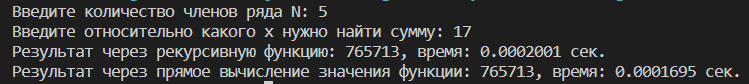 Введите количество членов ряда N: 5
Введите относительно какого x нужно найти сумму: 17
Результат через рекурсивную функцию: 765713, время: 0.0002001 сек.
Результат через прямое вычисление значения функции: 765713, время: 0.0001695 сек.